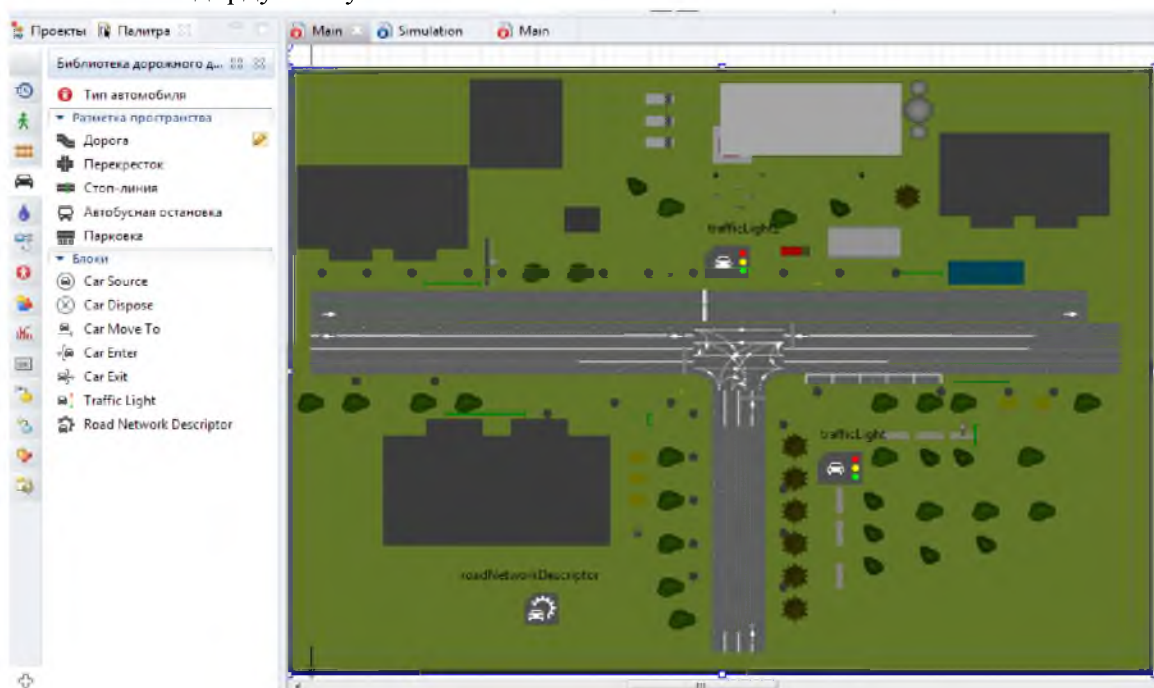 Проекты Палитра
Main Simulation Main
Библиотека дорожного д...
Тип автомобиля
Разметка пространства
Дорога
Перекресток
Стоп-линия
Автобусная остановка
Парковка
Блоки
Car Source
Car Dispose
Car Move To
Car Enter
Car Exit
Traffic Light
Road Network Descriptor
trafficLight
roadNetworkDescriptor